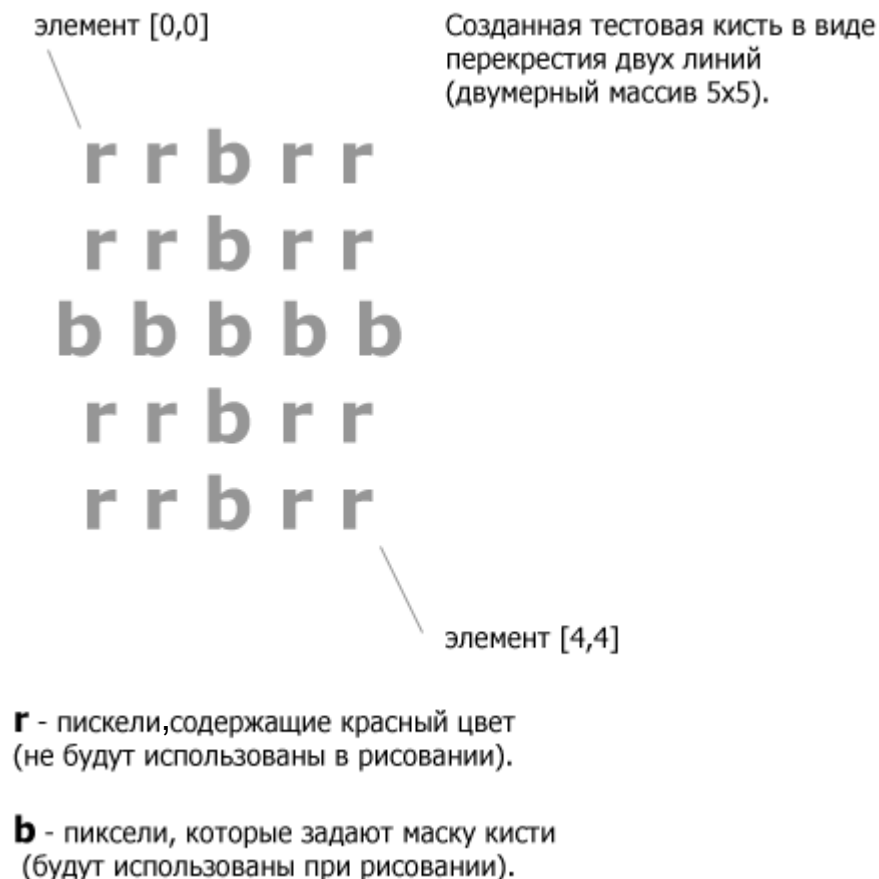 элемент [0,0]
Созданная тестовая кисть в виде
перекрестия двух линий
(двумерный массив 5x5).
r r b r r
r r b r r
b b b b b
r r b r r
r r b r r
элемент [4,4]
r - пискели,содержащие красный цвет
(не будут использованы в рисовании).
b - пиксели, которые задают маску кисти
(будут использованы при рисовании).